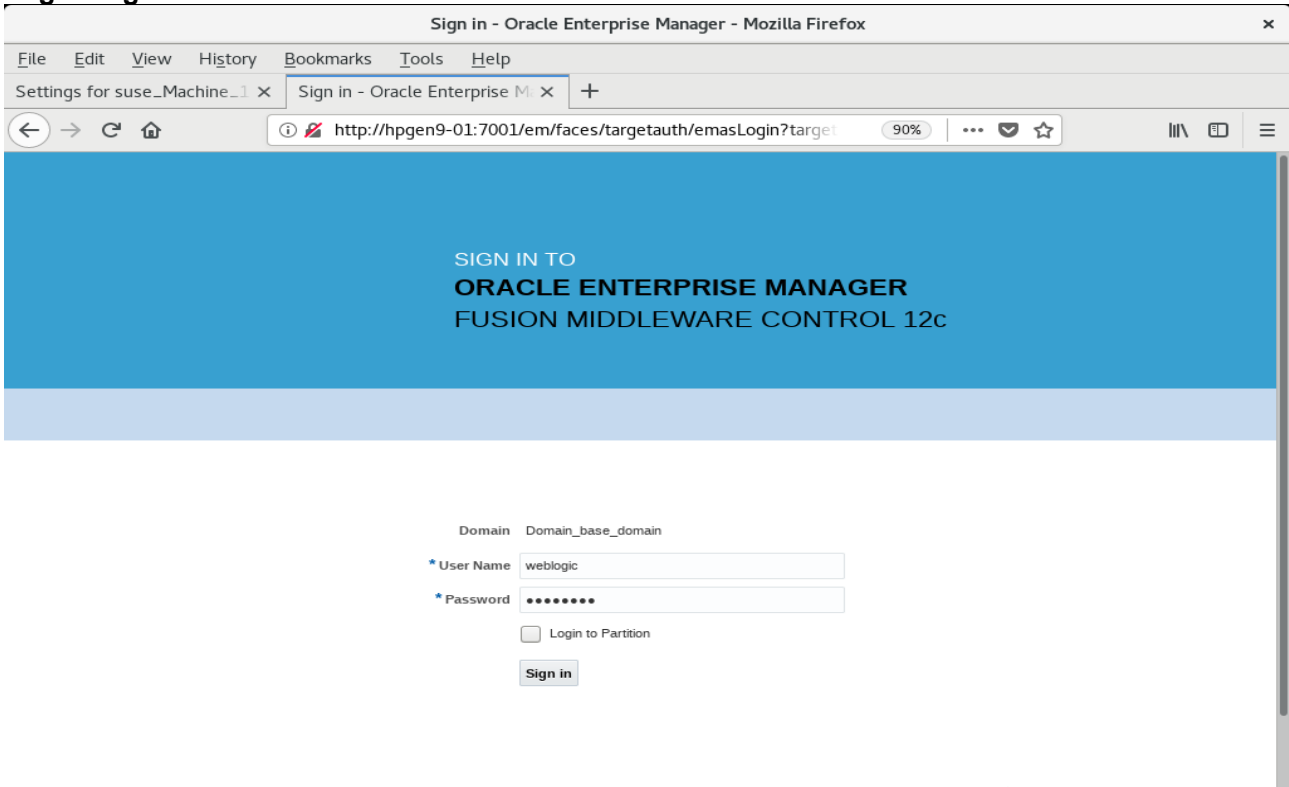 Sign in - Oracle Enterprise Manager - Mozilla Firefox ×
File Edit View History Bookmarks Tools Help
Settings for suse_Machine_1 × Sign in - Oracle Enterprise M × +
http://hpgen9-01:7001/em/faces/targetauth/emasLogin?target 90%
SIGN IN TO
ORACLE ENTERPRISE MANAGER
FUSION MIDDLEWARE CONTROL 12c
Domain Domain_base_domain
* User Name weblogic
* Password ••••••••
Login to Partition
Sign in